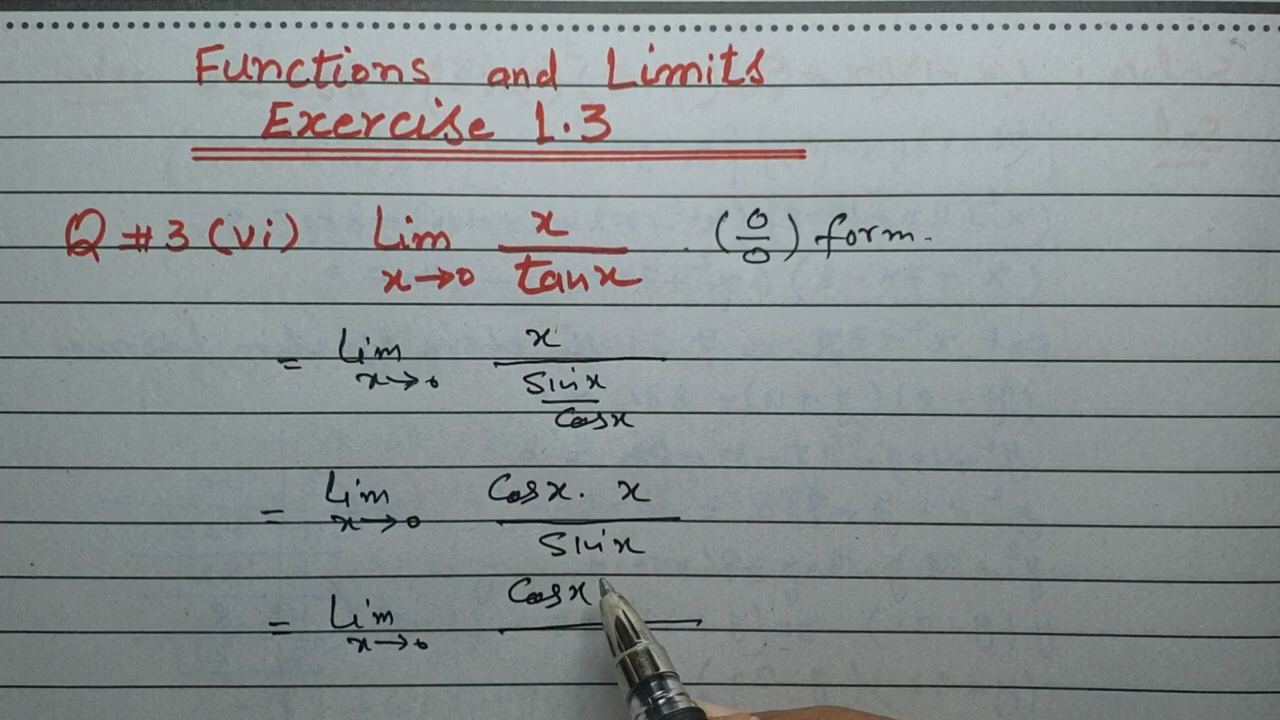 Functions and Limits
Exercise 1.3
Q #3 (vi) Lim x→0 x/tanx . (0/0) form.
= Lim x→0 x/(Sinx/Cosx)
= Lim x→0 Cosx. x/Sinx
= Lim x→0 Cosx